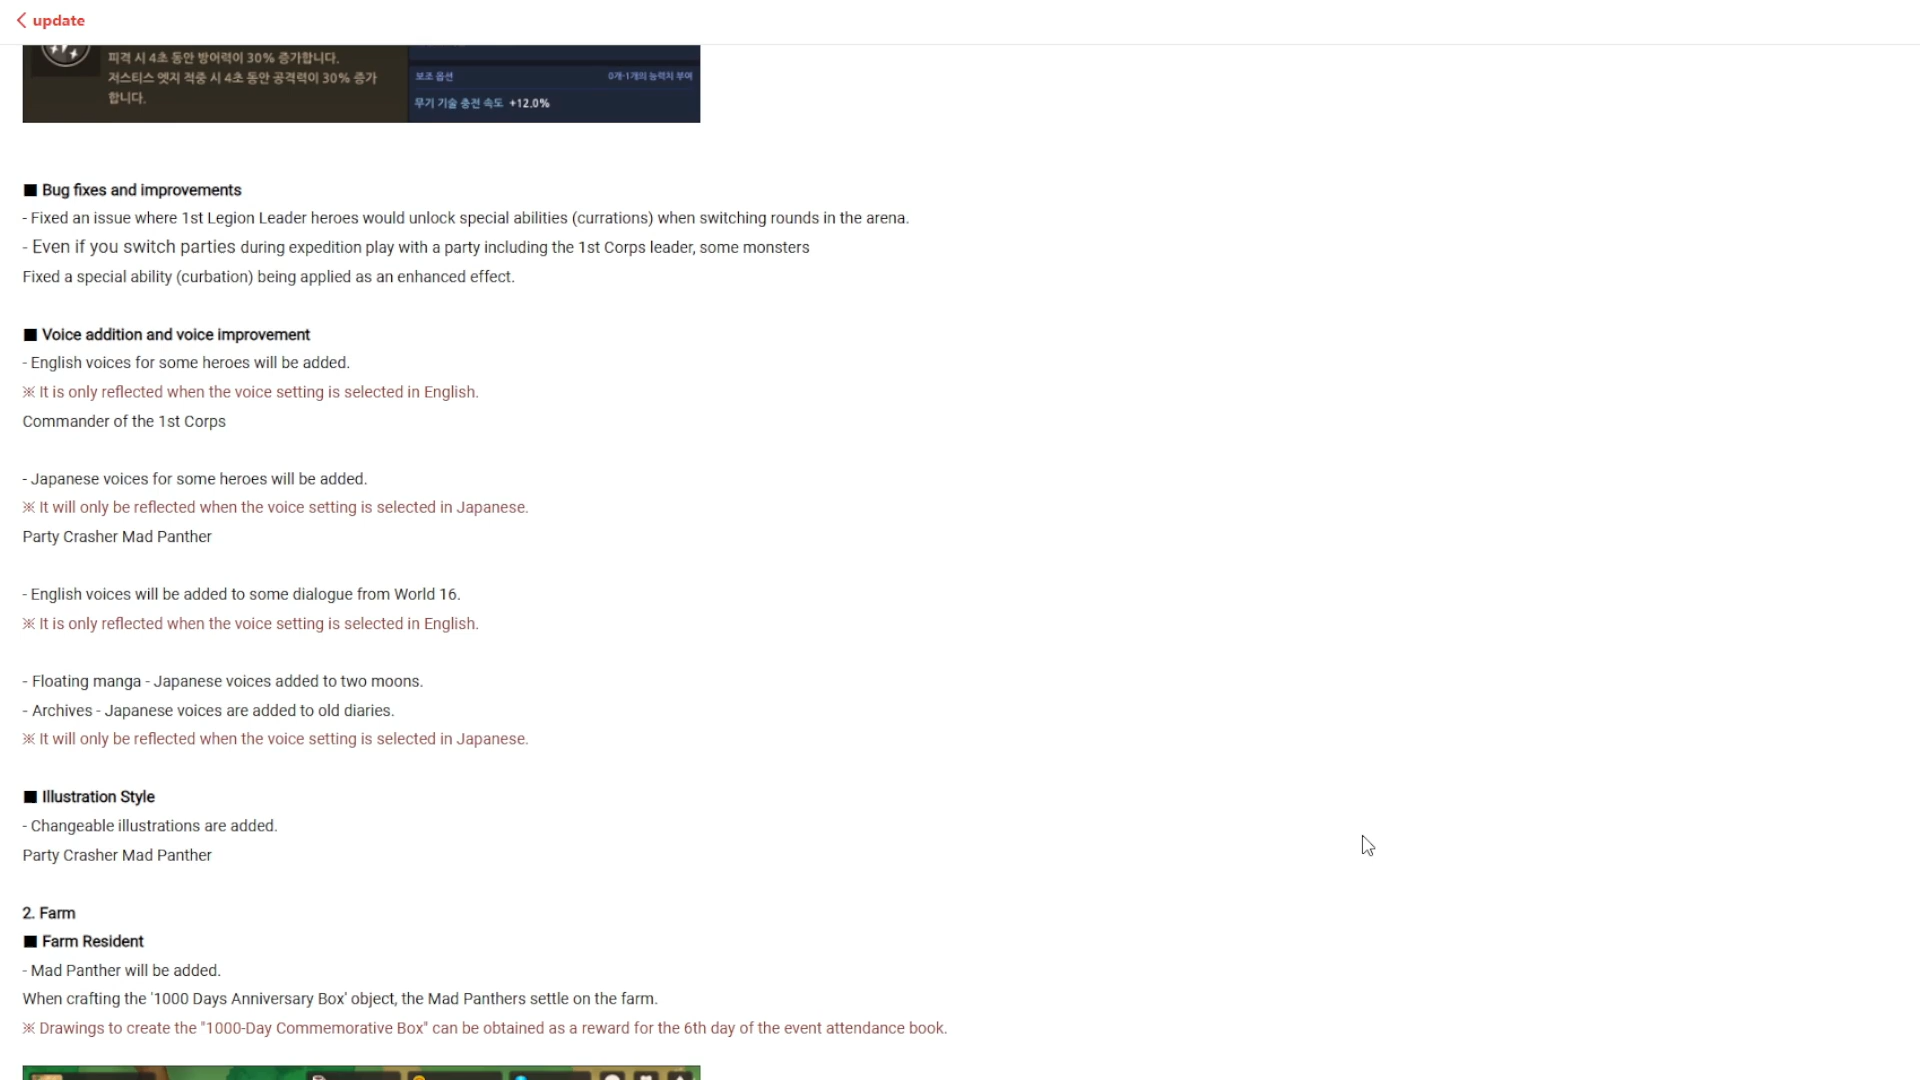 update
피격 시 4초 동안 방어력이 30% 증가합니다.
저스티스 엣지 적중 시 4초 동안 공격력이 30% 증가
합니다.
보조 옵션 0개-1개의 능력치 부여
무기 기술 충전 속도 +12.0%
■ Bug fixes and improvements
- Fixed an issue where 1st Legion Leader heroes would unlock special abilities (currations) when switching rounds in the arena.
- Even if you switch parties during expedition play with a party including the 1st Corps leader, some monsters
Fixed a special ability (curbation) being applied as an enhanced effect.
■ Voice addition and voice improvement
- English voices for some heroes will be added.
※ It is only reflected when the voice setting is selected in English.
Commander of the 1st Corps
- Japanese voices for some heroes will be added.
※ It will only be reflected when the voice setting is selected in Japanese.
Party Crasher Mad Panther
- English voices will be added to some dialogue from World 16.
※ It is only reflected when the voice setting is selected in English.
- Floating manga - Japanese voices added to two moons.
- Archives - Japanese voices are added to old diaries.
※ It will only be reflected when the voice setting is selected in Japanese.
■ Illustration Style
- Changeable illustrations are added.
Party Crasher Mad Panther
2. Farm
■ Farm Resident
- Mad Panther will be added.
When crafting the '1000 Days Anniversary Box' object, the Mad Panthers settle on the farm.
※ Drawings to create the "1000-Day Commemorative Box" can be obtained as a reward for the 6th day of the event attendance book.